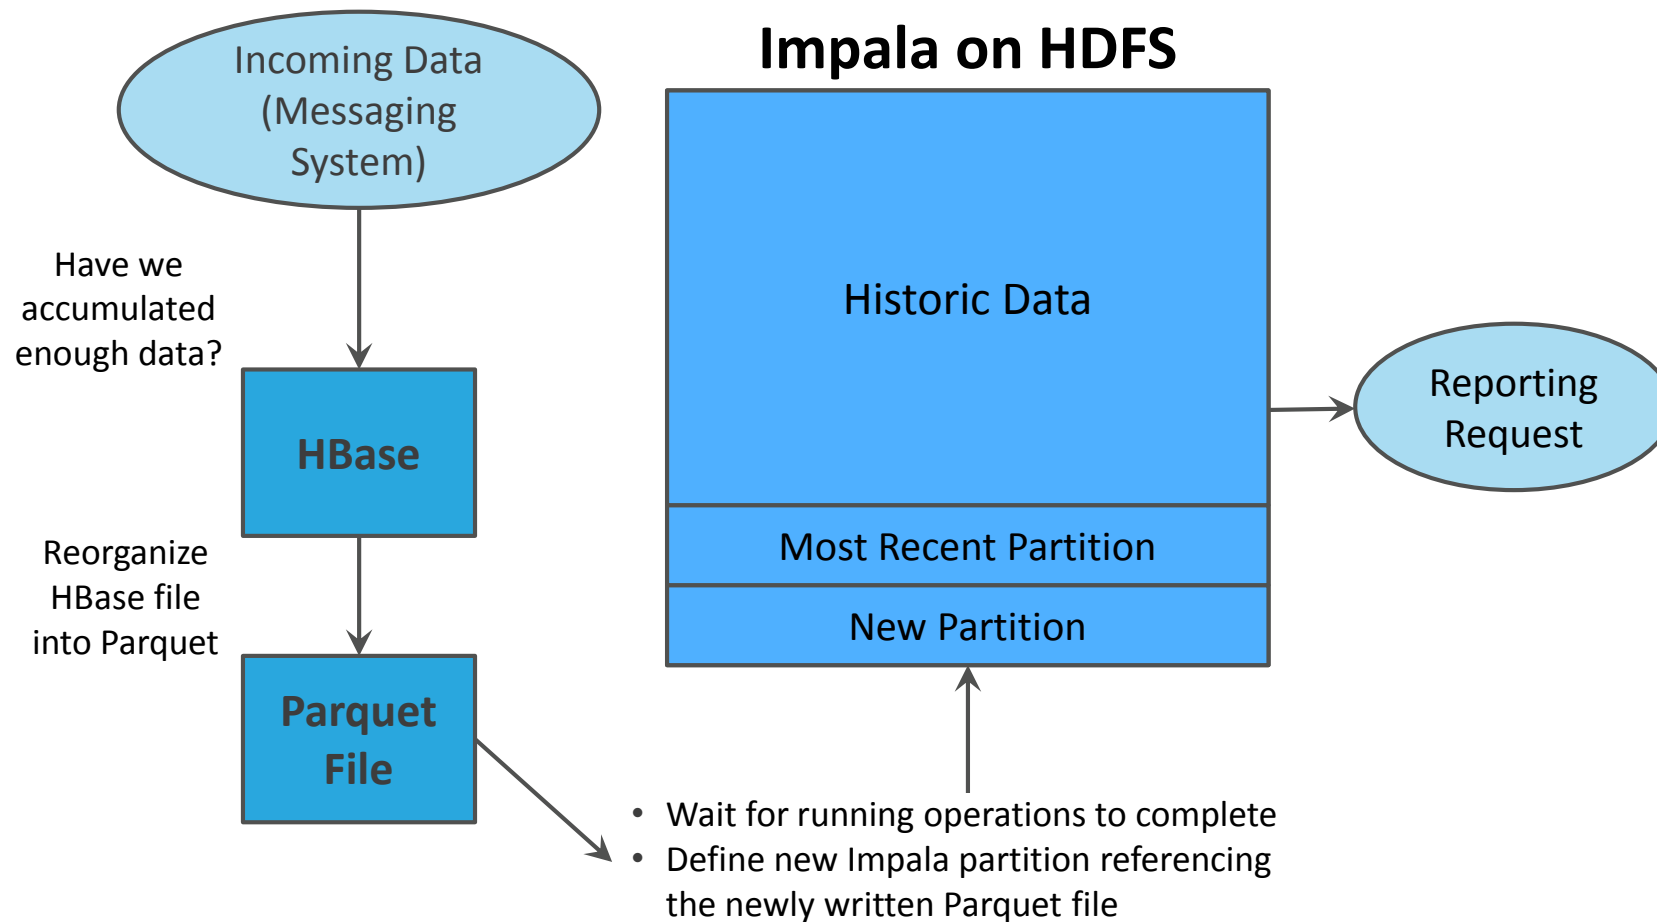 Incoming Data
(Messaging
System)
Impala on HDFS
Have we
accumulated
enough data?
Historic Data
HBase
Reporting
Request
Most Recent Partition
Reorganize
HBase file
into Parquet
New Partition
Parquet
File
• Wait for running operations to complete
• Define new Impala partition referencing
the newly written Parquet file